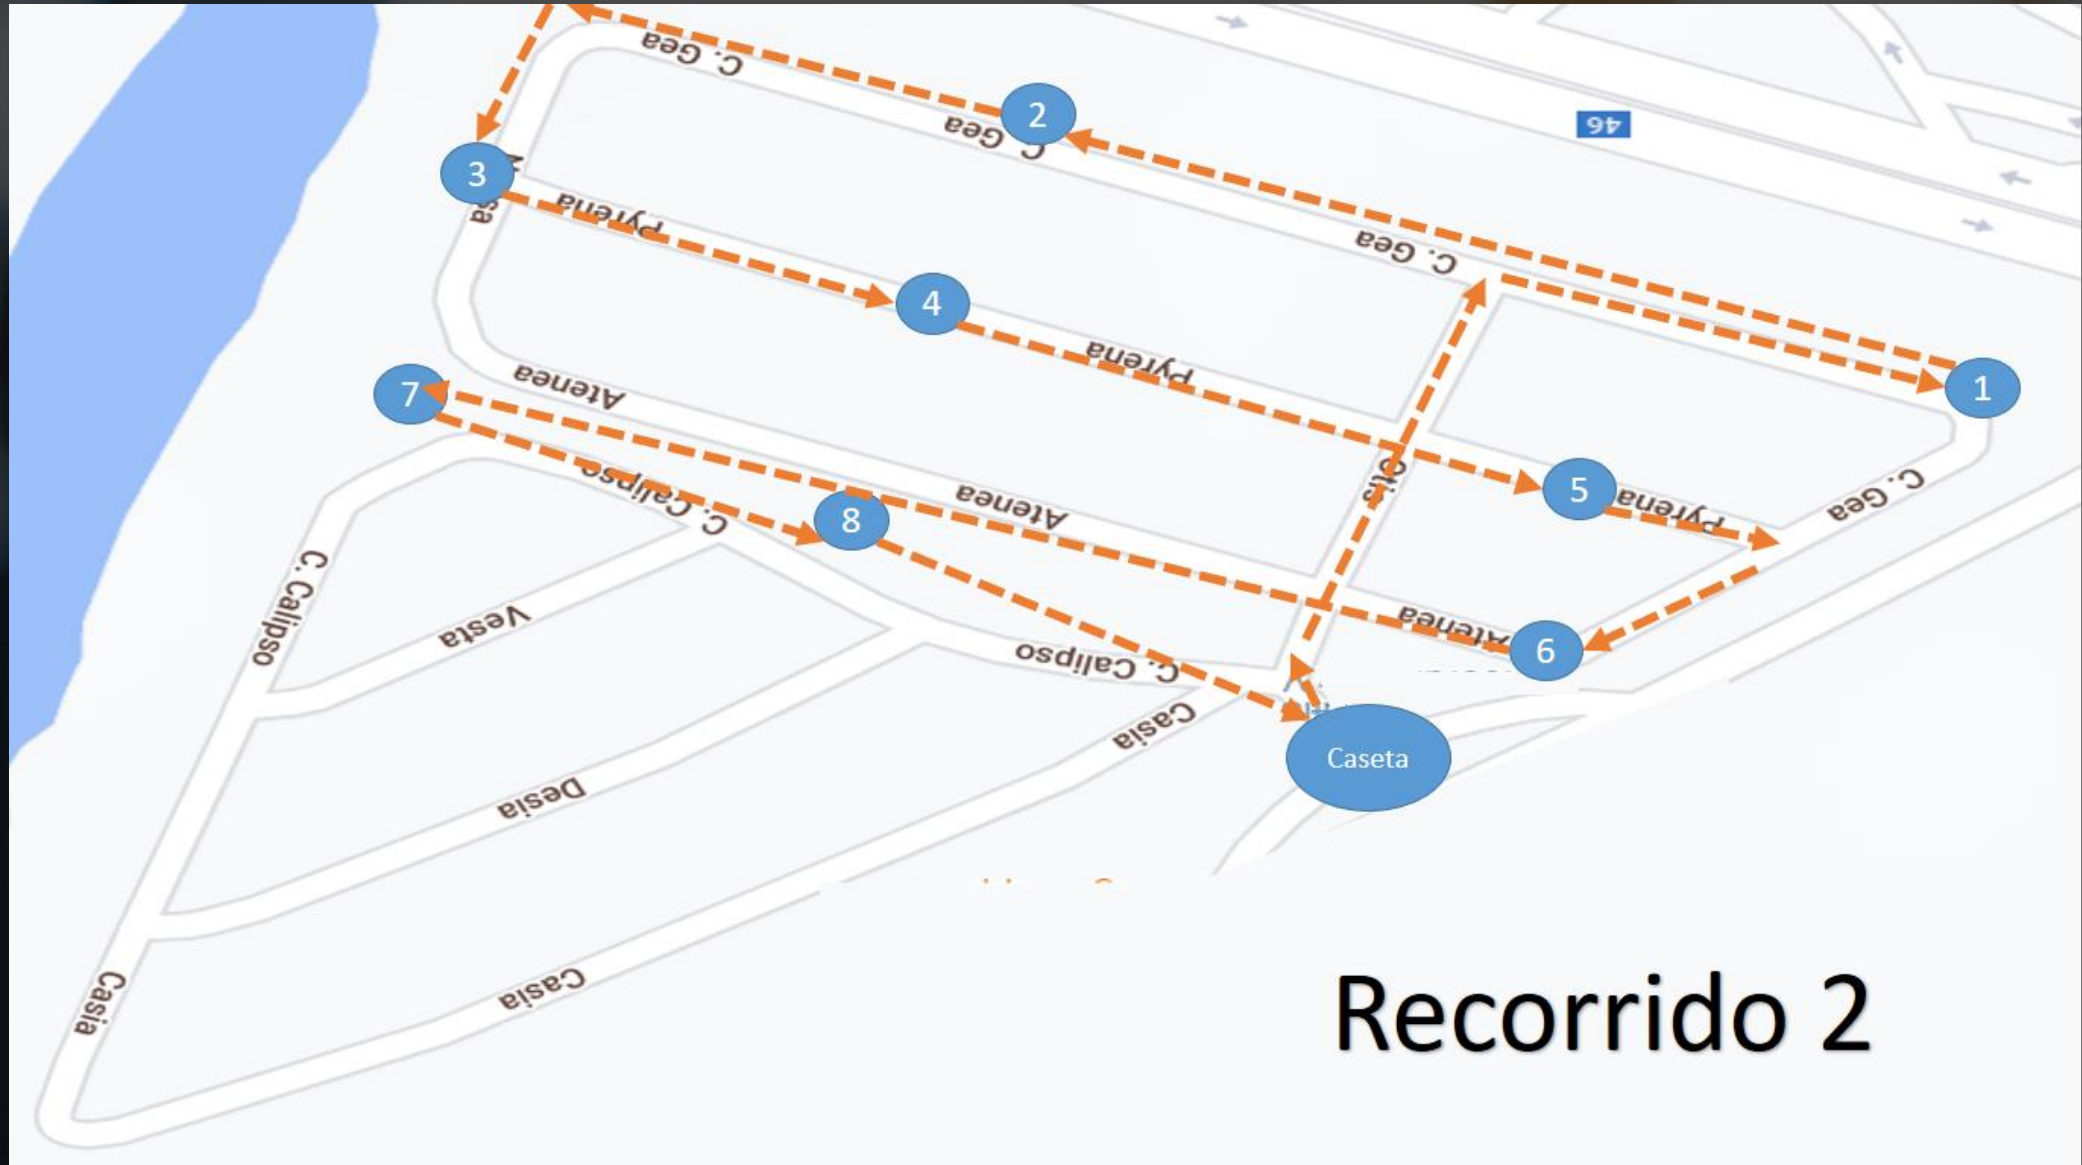 C. Gea
2
C. Gea
46
3
Pyrena
C. Gea
4
Pyrena
1
Atenea
7
Otis
5
Pyrena
C. Gea
C. Calipso
8
Atenea
C. Calipso
Vesta
Atenea
6
C. Calipso
Casia
Caseta
Desia
Casia
Casia
Recorrido 2